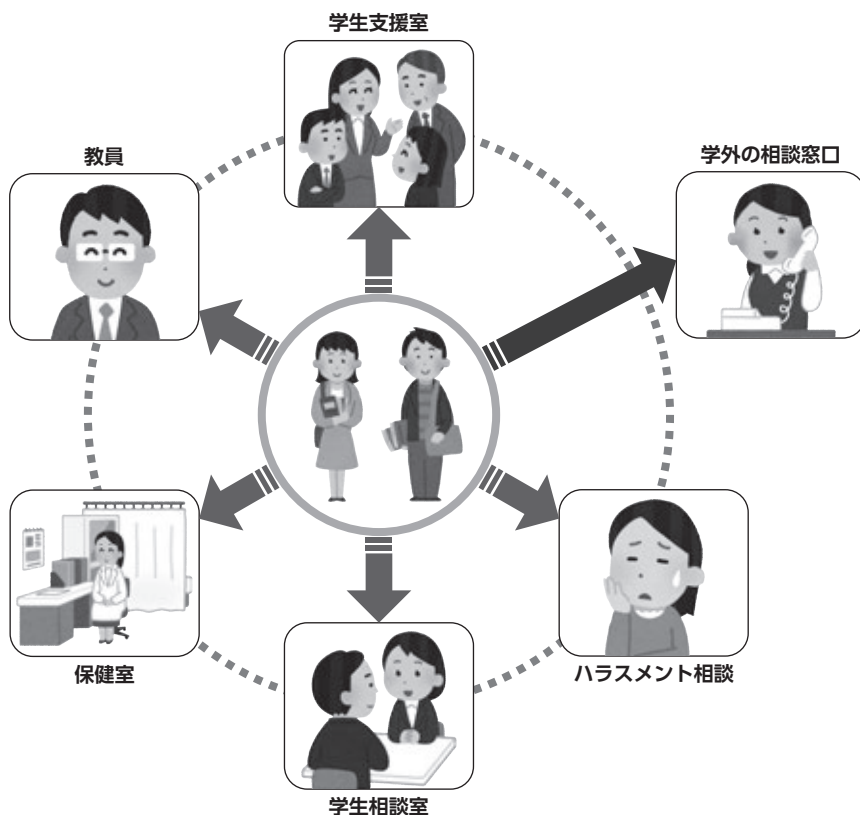 学生支援室
教員
学外の相談窓口
保健室
ハラスメント相談
学生相談室